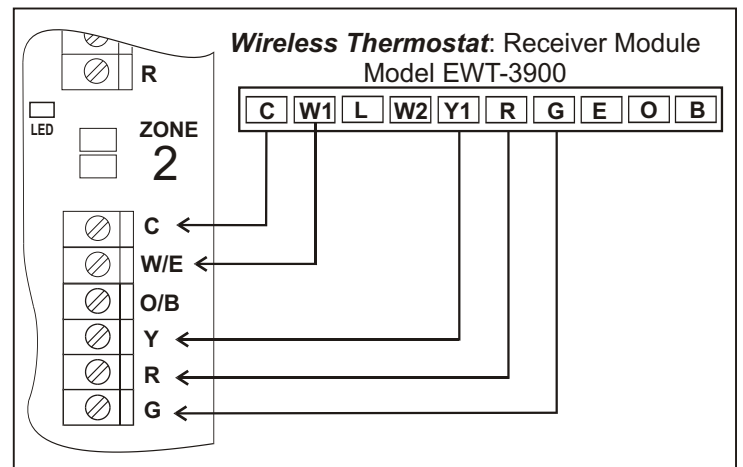 Wireless Thermostat: Receiver Module
Model EWT-3900
C W1 L W2 Y1 R G E O B
R
LED
ZONE
2
C
W/E
O/B
Y
R
G